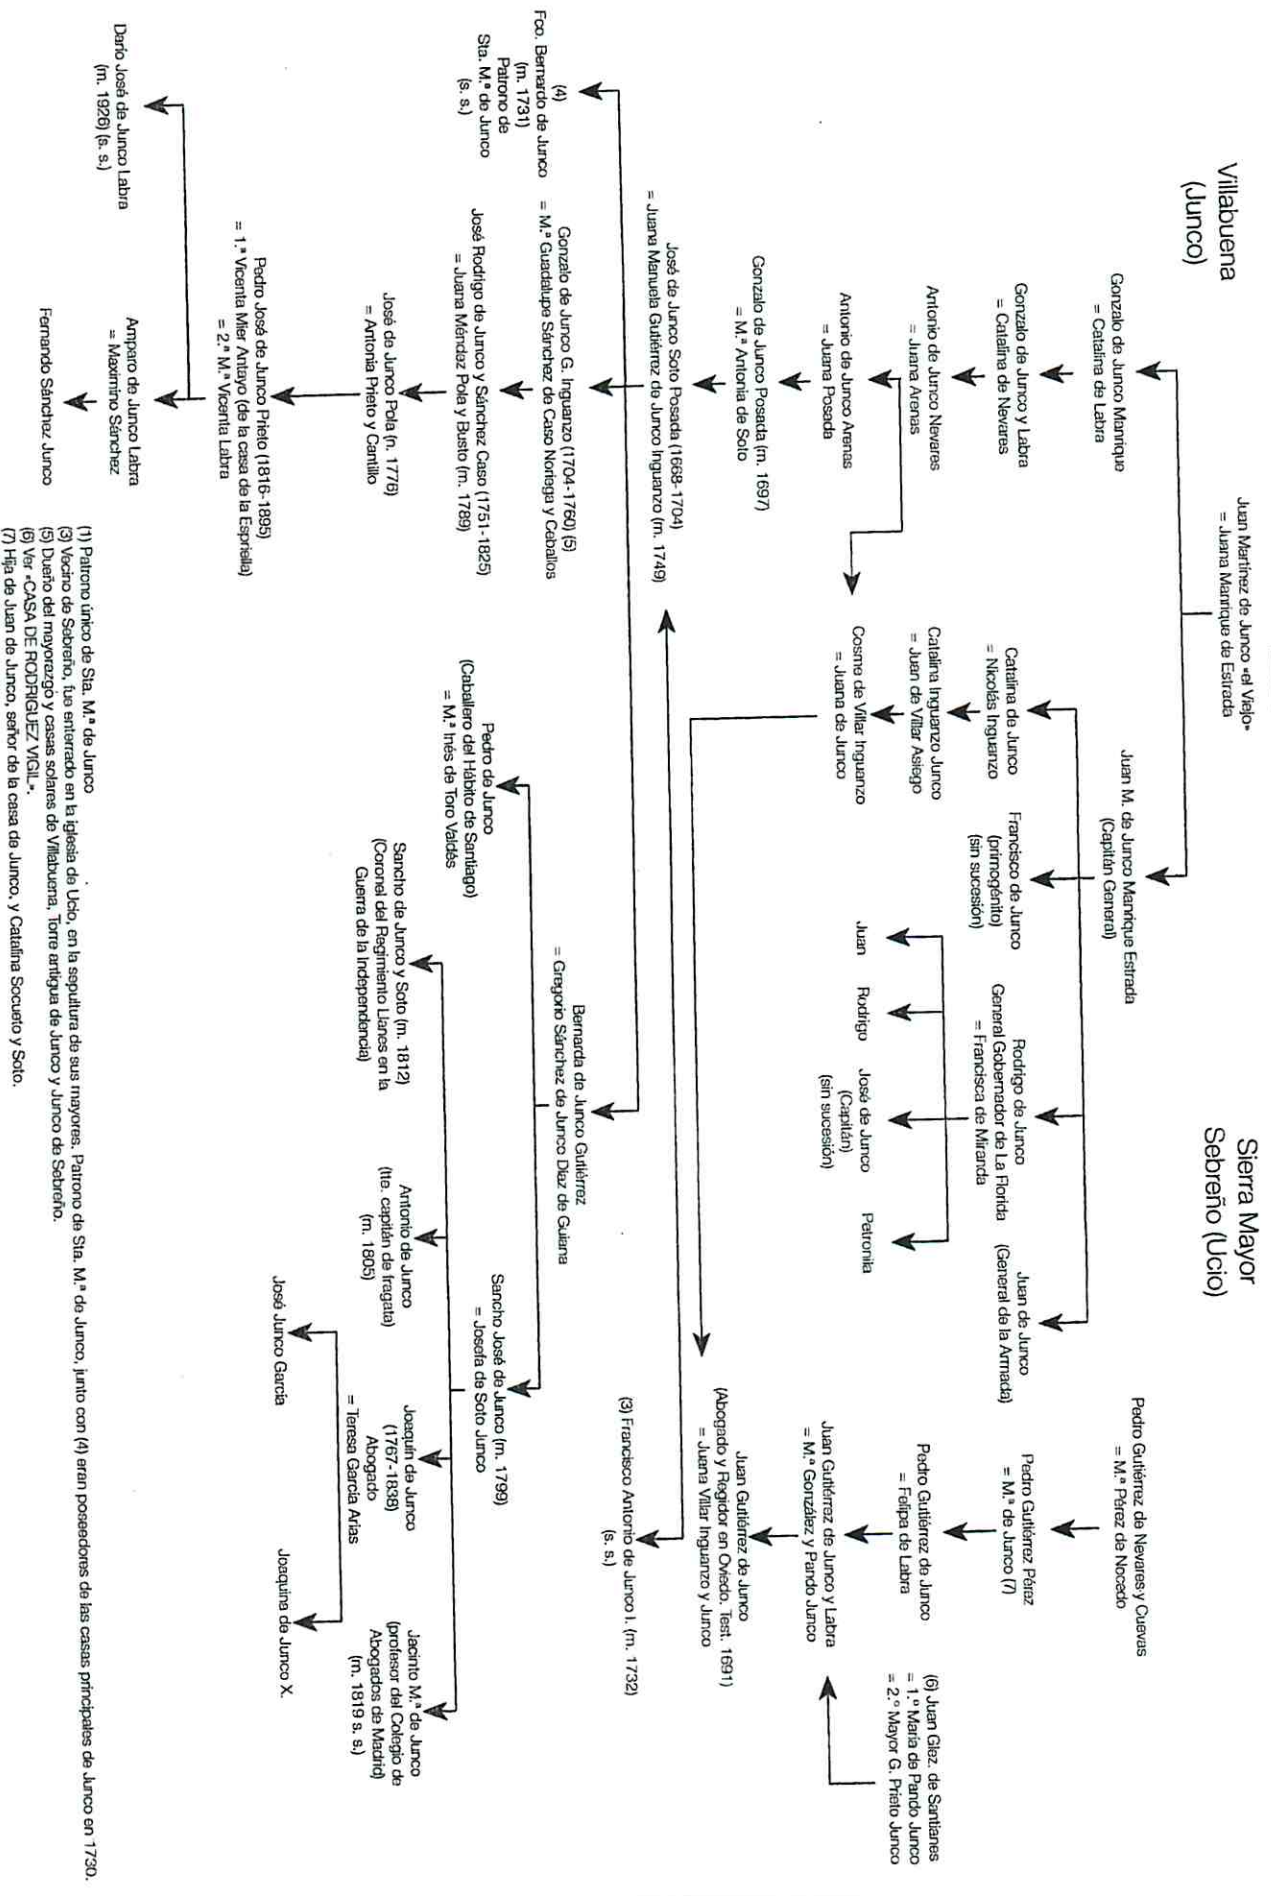 Villabuena
(Junco)
Sierra Mayor
Sebreño (Ucio)
Juan Martínez de Junco «el Viejo»
= Juana Manrique de Estrada
Gonzalo de Junco Manrique
= Catalina de Labra
Juan M. de Junco Manrique Estrada
(Capitán General)
Pedro Gutiérrez de Nevares y Cuevas
= M.ª Pérez de Nocedo
Gonzalo de Junco y Labra
= Catalina de Nevares
Catalina de Junco
= Nicolás Inguanzo
Francisco de Junco
(primogénito)
(sin sucesión)
Rodrigo de Junco
General Gobernador de La Florida
= Francisca de Miranda
Juan de Junco
(General de la Armada)
Pedro Gutiérrez Pérez
= M.ª de Junco (7)
Antonio de Junco Nevares
= Juana Arenas
Catalina Inguanzo Junco
= Juan de Villar Asiego
Pedro Gutiérrez de Junco
= Felipa de Labra
(6) Juan Glez. de Santianes
= 1.º María de Pando Junco
= 2.º Mayor G. Prieto Junco
Antonio de Junco Arenas
= Juana Posada
Cosme de Villar Inguanzo
= Juana de Junco
Juan
Rodrigo
José de Junco
(Capitán)
(sin sucesión)
Petronila
Juan Gutiérrez de Junco y Labra
= M.ª González y Pando Junco
Gonzalo de Junco Posada (m. 1697)
= M.ª Antonia de Soto
Juan Gutiérrez de Junco
(Abogado y Regidor en Oviedo. Test. 1691)
= Juana Villar Inguanzo y Junco
José de Junco Soto Posada (1668-1704)
= Juana Manuela Gutiérrez de Junco Inguanzo (m. 1749)
(3) Francisco Antonio de Junco I. (m. 1732)
(s. s.)
(4)
Fco. Bernardo de Junco
(m. 1731)
Patrono de
Sta. M.ª de Junco
(s. s.)
Gonzalo de Junco G. Inguanzo (1704-1760) (5)
= M.ª Guadalupe Sánchez de Caso Noriega y Ceballos
Bernarda de Junco Gutiérrez
= Gregorio Sánchez de Junco Díaz de Guiama
José Rodrigo de Junco y Sánchez Caso (1751-1825)
= Juana Méndez Pola y Busto (m. 1789)
Pedro de Junco
(Caballero del Hábito de Santiago)
= M.ª Inés de Toro Valdés
Sancho José de Junco (m. 1799)
= Josefa de Soto Junco
José de Junco Pola (n. 1776)
= Antonia Prieto y Cantillo
Sancho de Junco y Soto (m. 1812)
(Coronel del Regimiento Llanes en la
Guerra de la Independencia)
Antonio de Junco
(tte. capitán de fragata)
(m. 1805)
Joaquín de Junco
(1767-1838)
Abogado
= Teresa García Arias
Jacinto M.ª de Junco
(profesor del Colegio de
Abogados de Madrid)
(m. 1819 s. s.)
Pedro José de Junco Prieto (1816-1895)
= 1.ª Vicenta Mier Antayo (de la casa de la Espriella)
= 2.ª M.ª Vicenta Labra
José Junco García
Joaquina de Junco X.
Darío José de Junco Labra
(m. 1926) (s. s.)
Amparo de Junco Labra
= Maximino Sánchez
Fernando Sánchez Junco
(1) Patrono único de Sta. M.ª de Junco
(3) Vecino de Sebreño, fue enterrado en la iglesia de Ucio, en la sepultura de sus mayores. Patrono de Sta. M.ª de Junco, junto con (4) eran poseedores de las casas principales de Junco en 1730.
(5) Dueño del mayorazgo y casas solares de Villabuena, Torre antigua de Junco y Junco de Sebreño.
(6) Ver «CASA DE RODRIGUEZ VIGIL».
(7) Hija de Juan de Junco, señor de la casa de Junco, y Catalina Socueto y Soto.